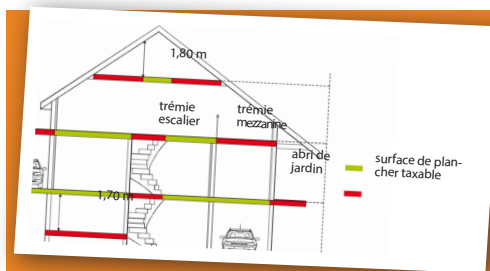 1,80 m
trémie
escalier
trémie
mezzanine
abri de
jardin
surface de plan-
cher taxable
1,70 m